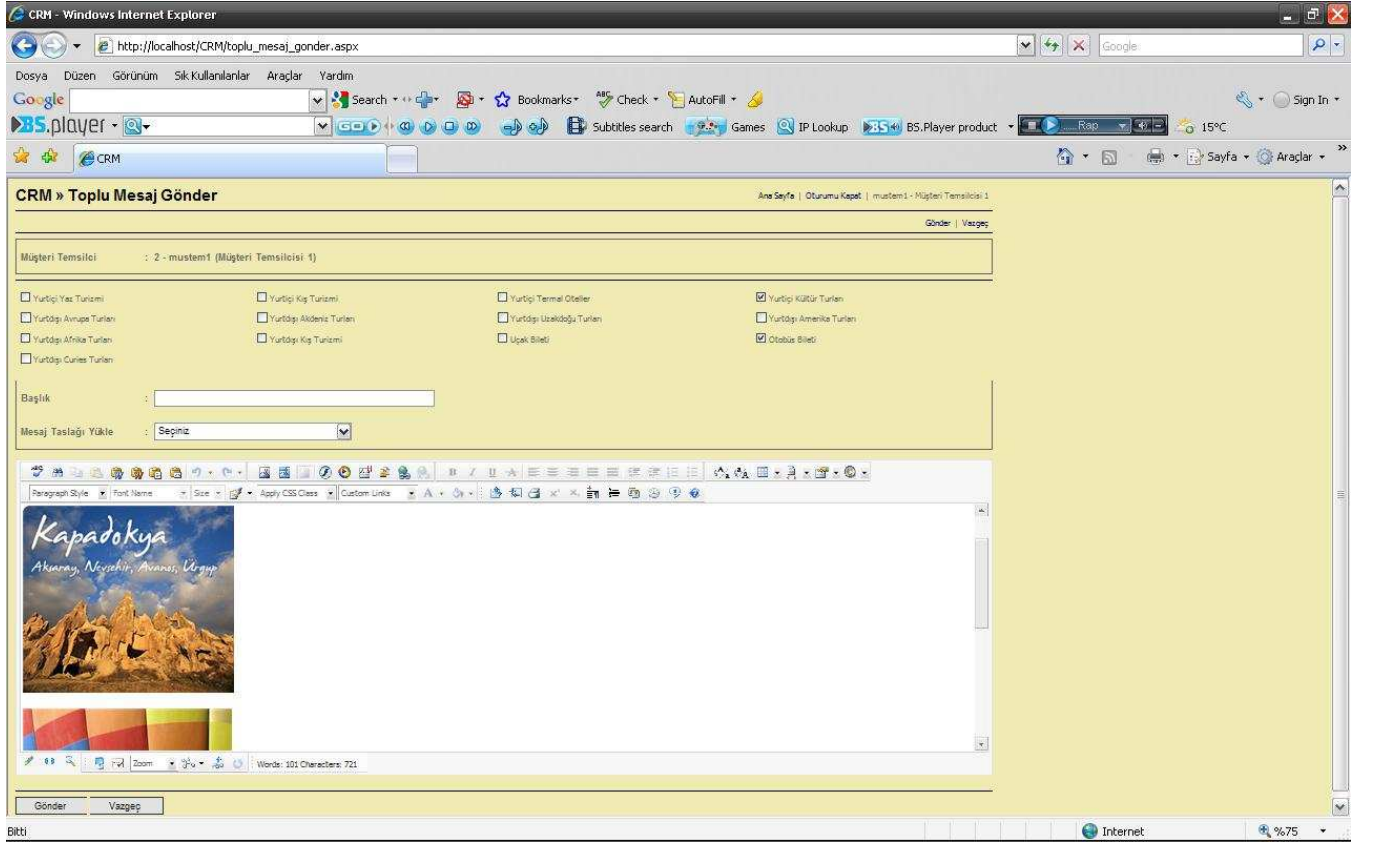 CRM - Windows Internet Explorer
http://localhost/CRM/toplu_mesaj_gonder.aspx Google
Dosya Düzen Görünüm Sık Kullanılanlar Araçlar Yardım
Google Search Bookmarks Check AutoFill Sign In
BS.player GO Subtitles search Games IP Lookup BS.Player product ....Rap 15°C
CRM Sayfa Araçlar
CRM » Toplu Mesaj Gönder Ana Sayfa | Oturumu Kapat | mustem1 - Müşteri Temsilcisi 1
Gönder | Vazgeç
Müşteri Temsilci : 2 - mustem1 (Müşteri Temsilcisi 1)
Yurtiçi Yaz Turizmi Yurtiçi Kış Turizmi Yurtiçi Termal Oteller Yurtiçi Kültür Turları
Yurtdışı Avrupa Turları Yurtdışı Akdeniz Turları Yurtdışı Uzakdoğu Turları Yurtdışı Amerika Turları
Yurtdışı Afrika Turları Yurtdışı Kış Turizmi Uçak Bileti Otobüs Bileti
Yurtdışı Curies Turları
Başlık :
Mesaj Taslağı Yükle : Seçiniz
Paragraph Style Font Name Size Apply CSS Class Custom Links
Kapadokya
Aksaray, Nevşehir, Avanos, Ürgup
Zoom Words: 101 Characters: 721
Gönder Vazgeç
Bitti Internet %75